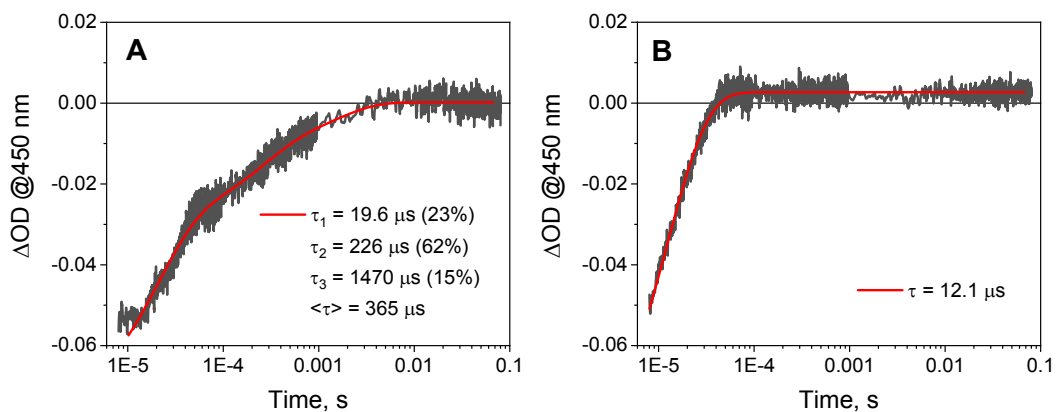 A
ΔOD @450 nm
0.02
0.00
-0.02
-0.04
-0.06
τ1 = 19.6 μs (23%)
τ2 = 226 μs (62%)
τ3 = 1470 μs (15%)
<τ> = 365 μs
1E-5 1E-4 0.001 0.01 0.1
Time, s
B
ΔOD @450 nm
0.02
0.00
-0.02
-0.04
-0.06
τ = 12.1 μs
1E-5 1E-4 0.001 0.01 0.1
Time, s